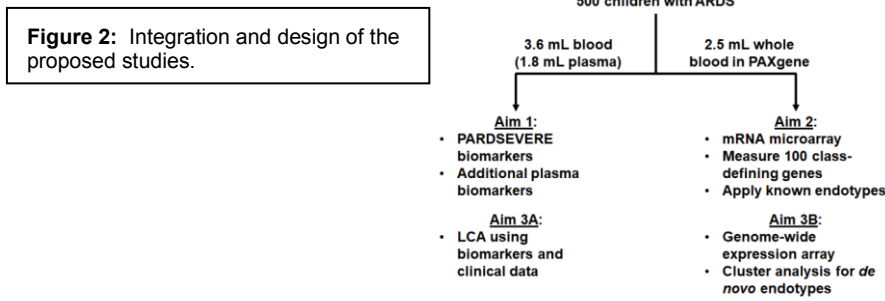 Figure 2: Integration and design of the
proposed studies.
500 children with ARDS
3.6 mL blood
(1.8 mL plasma)
2.5 mL whole
blood in PAXgene
Aim 1:
• PARDSEVERE
biomarkers
• Additional plasma
biomarkers
Aim 2:
• mRNA microarray
• Measure 100 class-
defining genes
• Apply known endotypes
Aim 3A:
• LCA using
biomarkers and
clinical data
Aim 3B:
• Genome-wide
expression array
• Cluster analysis for de
novo endotypes